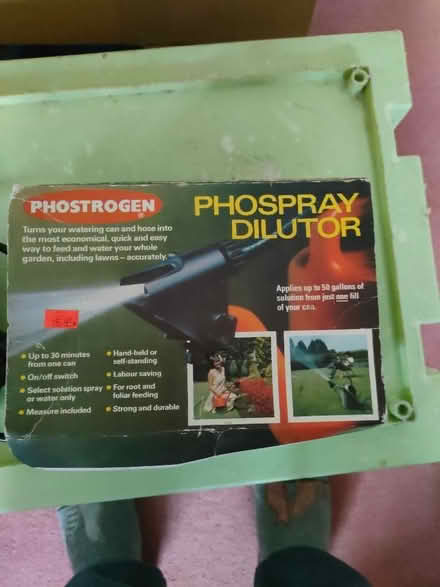 PHOSTROGEN®
PHOSPRAY
DILUTOR
Turns your watering can and hose into
the most economical, quick and easy
way to feed and water your whole
garden, including lawns – accurately.
Applies up to 50 gallons of
solution from just one fill
of your can.
• Up to 30 minutes
from one can
• On/off switch
• Select solution spray
or water only
• Measure included
• Hand-held or
self-standing
• Labour saving
• For root and
foliar feeding
• Strong and durable